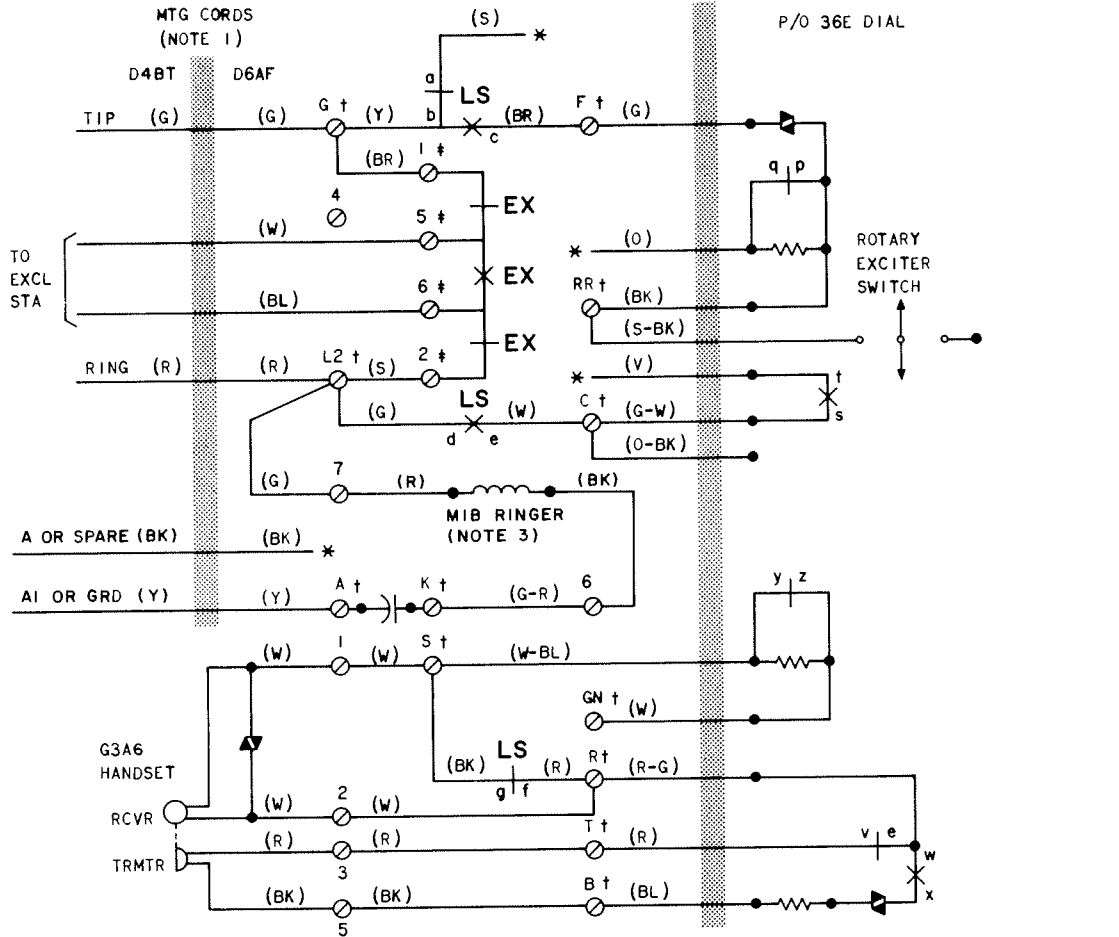 MTG CORDS
(NOTE 1)
D4BT
D6AF
(S)
*
P/O 36E DIAL
a
LS
TIP (G) (G) G † (Y) b c (BR) F † (G)
(BR) 1 ‡
q p
EX
4
5 ‡
(W)
* (O)
TO
EXCL
STA
ROTARY
EXCITER
SWITCH
EX
6 ‡
(BL)
RR † (BK)
(S-BK)
EX
RING (R) (R) L2 † (S) 2 ‡
* (V) t
LS
(G) d e (W) C † (G-W) s
(O-BK)
7
(G) (R) (BK)
MIB RINGER
(NOTE 3)
A OR SPARE (BK) (BK) *
A1 OR GRD (Y) (Y) A † K † (G-R) 6
y z
(W) 1 (W) S † (W-BL)
GN † (W)
G3A6
HANDSET
LS
(BK) g f (R) R† (R-G)
RCVR (W) 2 (W)
TRMTR (R) 3 (R) T † (R) v e
w
x
(BK) 5 (BK) B † (BL)